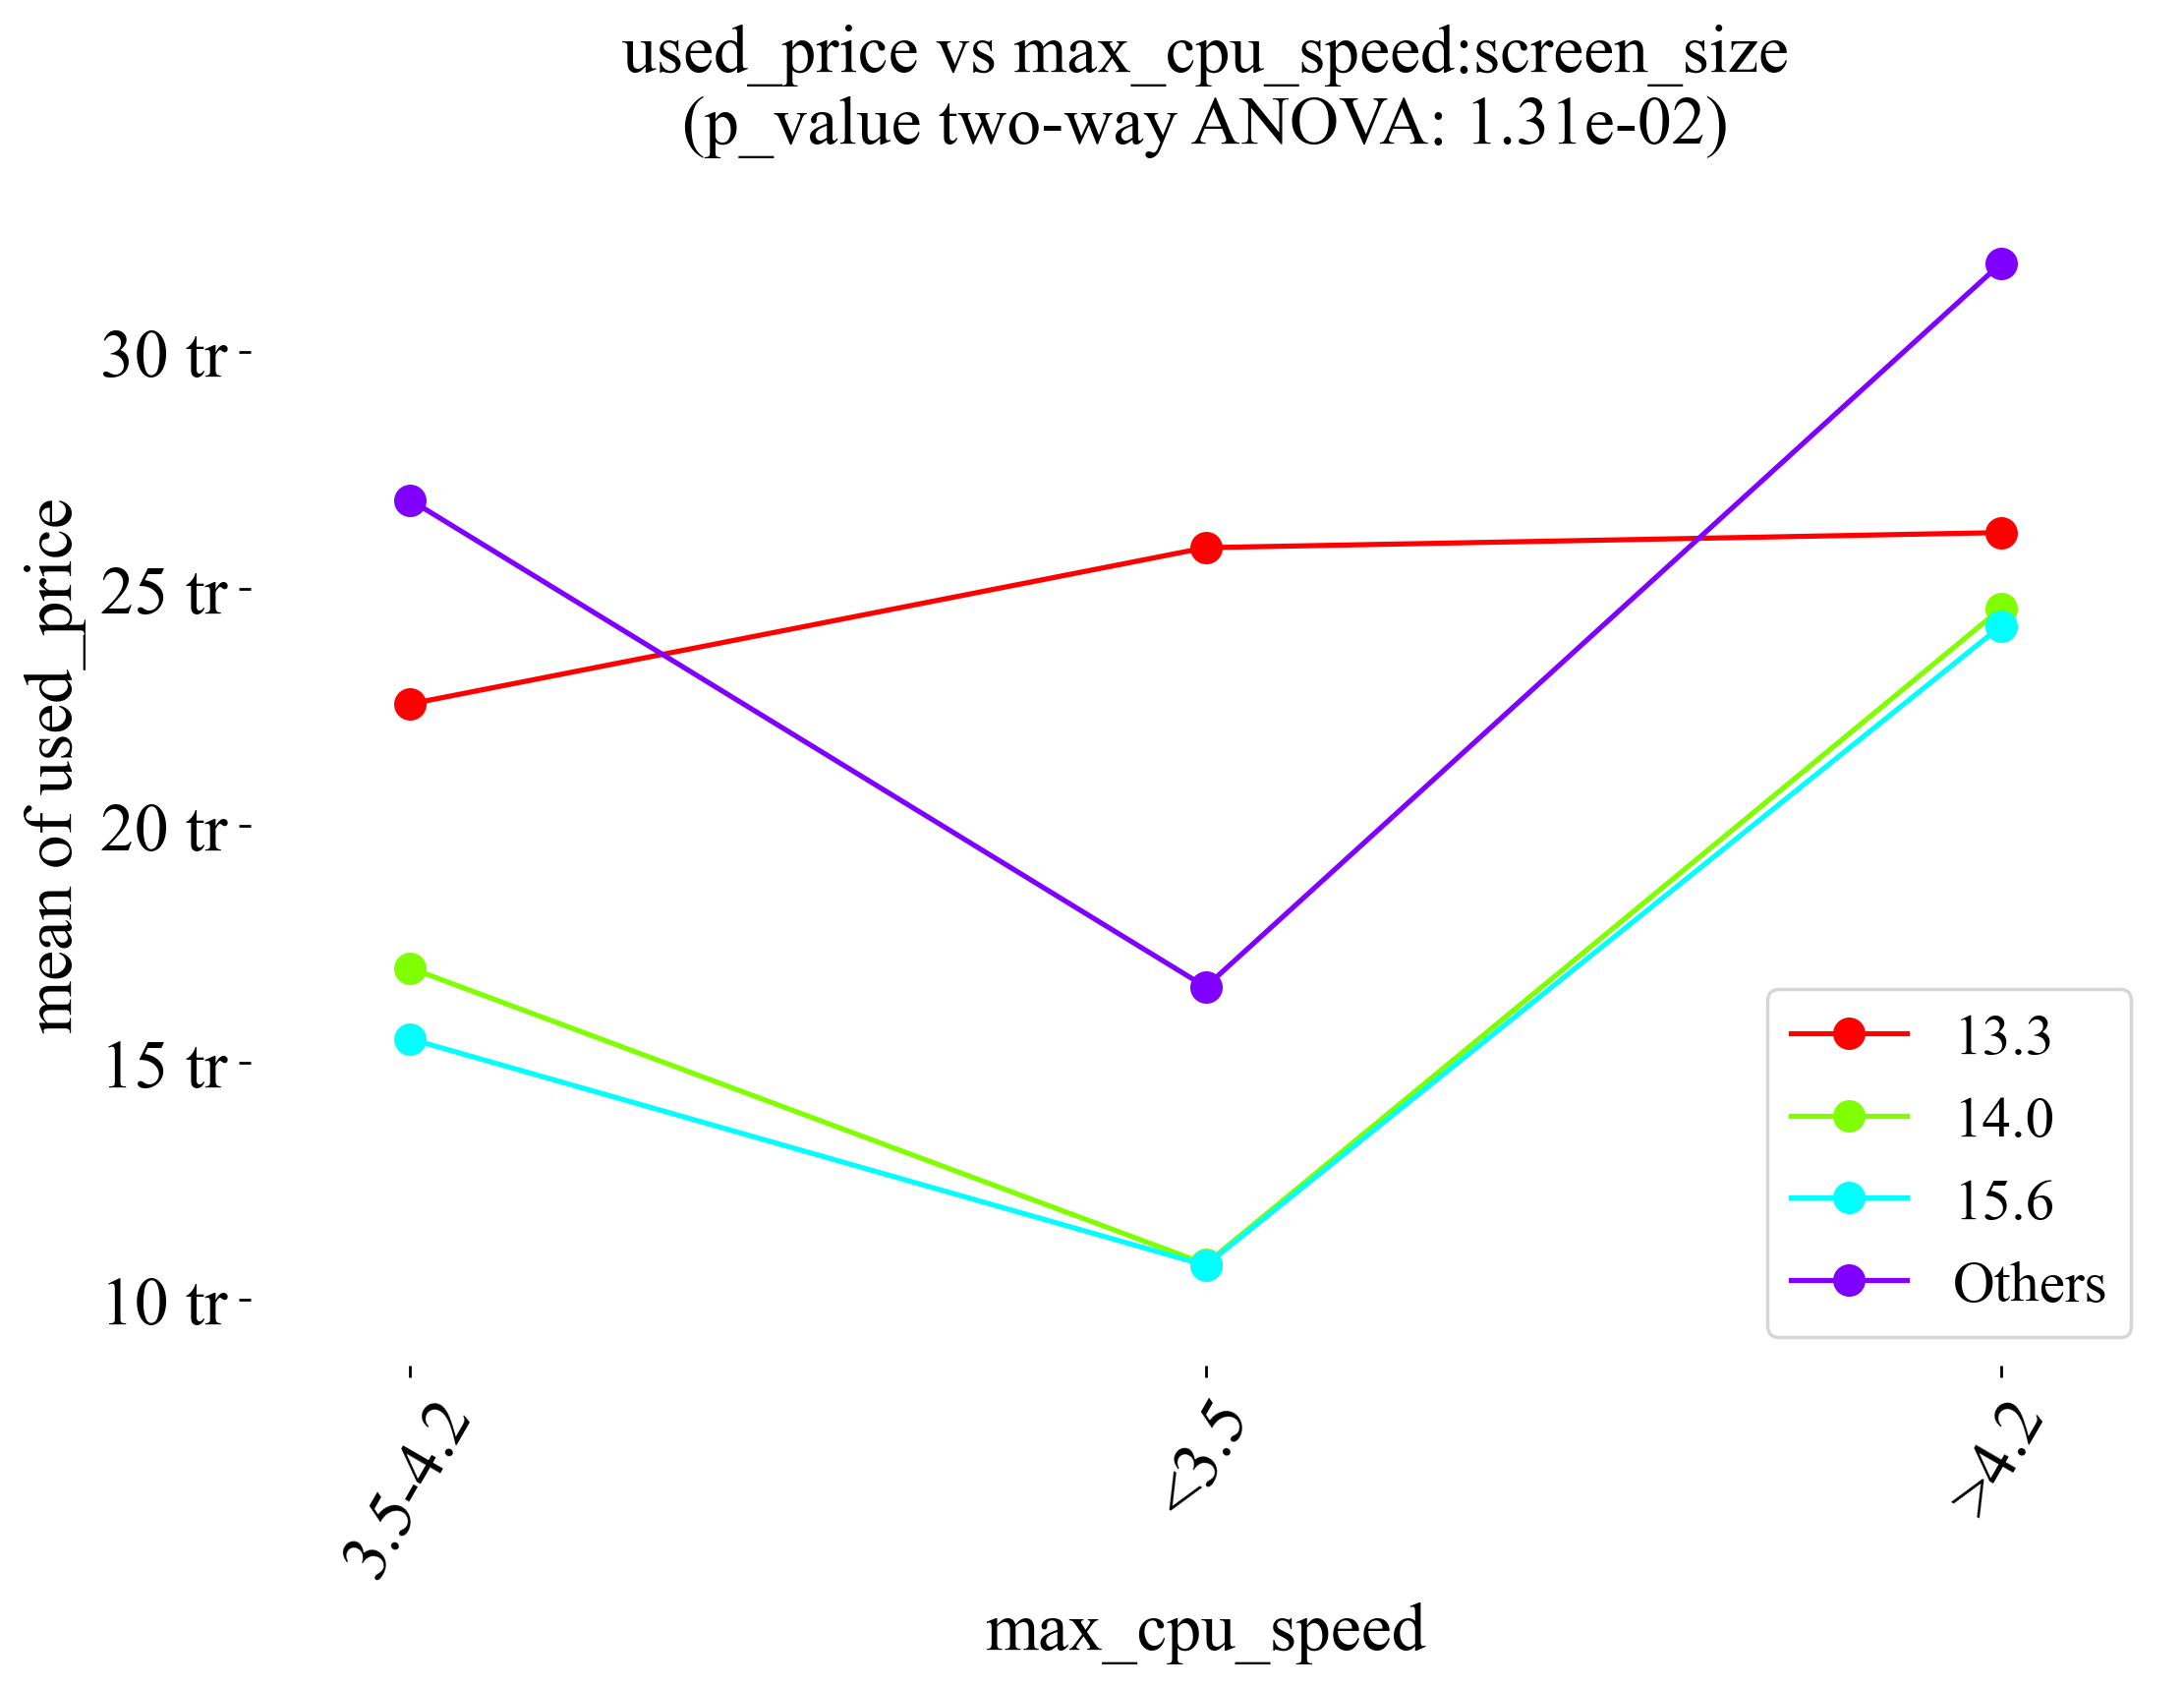 used_price vs max_cpu_speed:screen_size
(p_value two-way ANOVA: 1.31e-02)
mean of used_price
30 tr
25 tr
20 tr
15 tr
10 tr
13.3
14.0
15.6
Others
3.5-4.2
<3.5
>4.2
max_cpu_speed